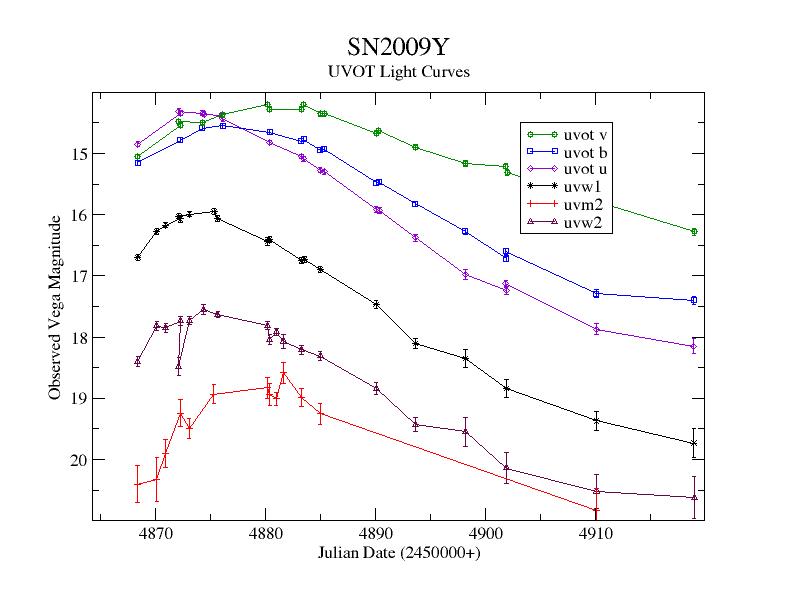 SN2009Y
UVOT Light Curves
uvot v
uvot b
uvot u
uvw1
uvm2
uvw2
Observed Vega Magnitude
15
16
17
18
19
20
4870 4880 4890 4900 4910
Julian Date (2450000+)